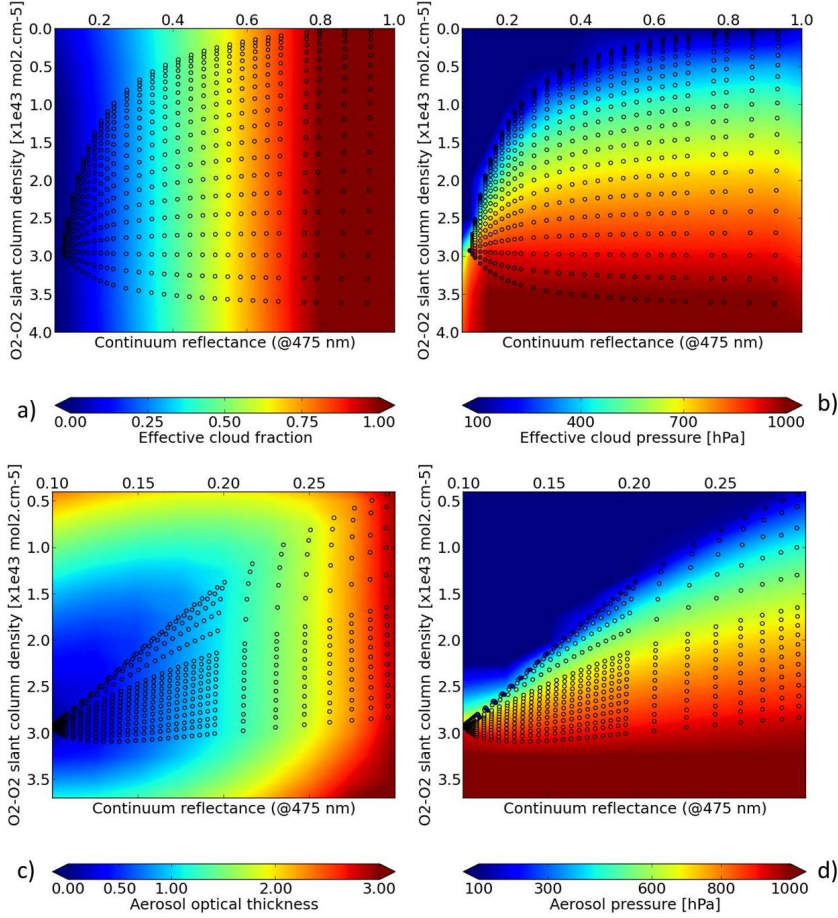 0.2 0.4 0.6 0.8 1.0
0.0
0.5
1.0
1.5
2.0
2.5
3.0
3.5
4.0
O2-O2 slant column density [x1e43 mol2.cm-5]
Continuum reflectance (@475 nm)
a)
0.00 0.25 0.50 0.75 1.00
Effective cloud fraction
0.2 0.4 0.6 0.8 1.0
0.0
0.5
1.0
1.5
2.0
2.5
3.0
3.5
4.0
O2-O2 slant column density [x1e43 mol2.cm-5]
Continuum reflectance (@475 nm)
b)
100 400 700 1000
Effective cloud pressure [hPa]
0.10 0.15 0.20 0.25
0.5
1.0
1.5
2.0
2.5
3.0
3.5
O2-O2 slant column density [x1e43 mol2.cm-5]
Continuum reflectance (@475 nm)
c)
0.00 0.50 1.00 2.00 3.00
Aerosol optical thickness
0.10 0.15 0.20 0.25
0.5
1.0
1.5
2.0
2.5
3.0
3.5
O2-O2 slant column density [x1e43 mol2.cm-5]
Continuum reflectance (@475 nm)
d)
100 300 600 800 1000
Aerosol pressure [hPa]